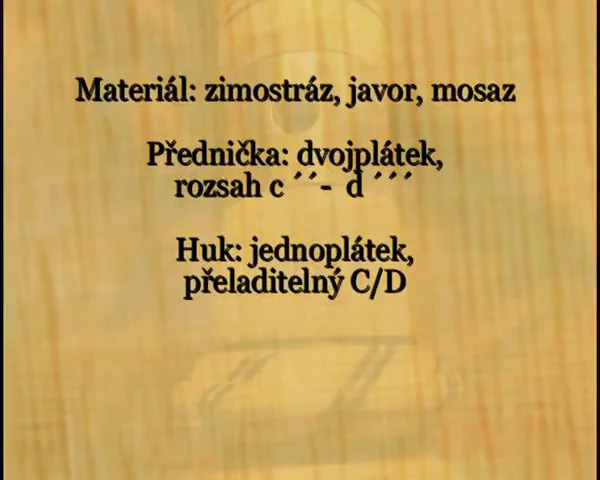 Materiál: zimostráz, javor, mosaz
Přednička: dvojplátek,
rozsah c ´´- d ´´´
Huk: jednoplátek,
přeladitelný C/D